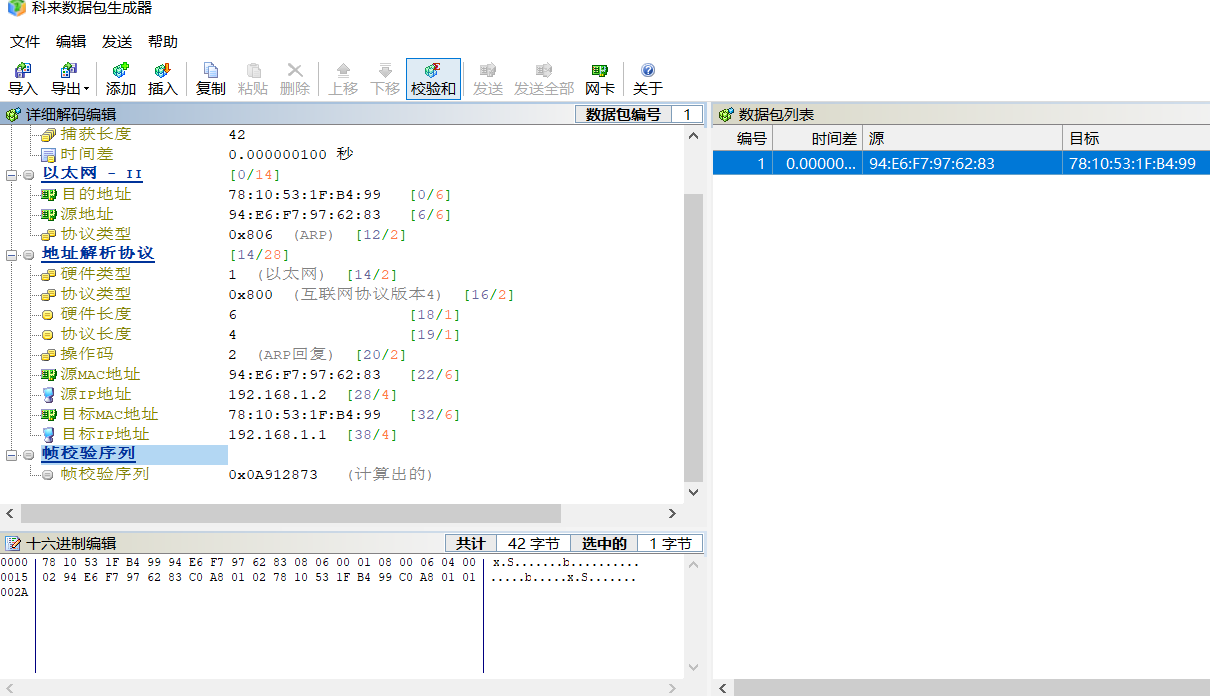 科来数据包生成器
文件 编辑 发送 帮助
导入 导出 添加 插入 复制 粘贴 删除 上移 下移 校验和 发送 发送全部 网卡 关于
详细解码编辑 数据包编号 1
捕获长度 42
时间差 0.000000100 秒
以太网 - II [0/14]
目的地址 78:10:53:1F:B4:99 [0/6]
源地址 94:E6:F7:97:62:83 [6/6]
协议类型 0x806 (ARP) [12/2]
地址解析协议 [14/28]
硬件类型 1 (以太网) [14/2]
协议类型 0x800 (互联网协议版本4) [16/2]
硬件长度 6 [18/1]
协议长度 4 [19/1]
操作码 2 (ARP回复) [20/2]
源MAC地址 94:E6:F7:97:62:83 [22/6]
源IP地址 192.168.1.2 [28/4]
目标MAC地址 78:10:53:1F:B4:99 [32/6]
目标IP地址 192.168.1.1 [38/4]
帧校验序列
帧校验序列 0x0A912873 (计算出的)
十六进制编辑 共计 42 字节 选中的 1 字节
0000 78 10 53 1F B4 99 94 E6 F7 97 62 83 08 06 00 01 08 00 06 04 00 x.S.......b..........
0015 02 94 E6 F7 97 62 83 C0 A8 01 02 78 10 53 1F B4 99 C0 A8 01 01 .....b.....x.S.......
002A
数据包列表
编号 时间差 源 目标
1 0.00000... 94:E6:F7:97:62:83 78:10:53:1F:B4:99